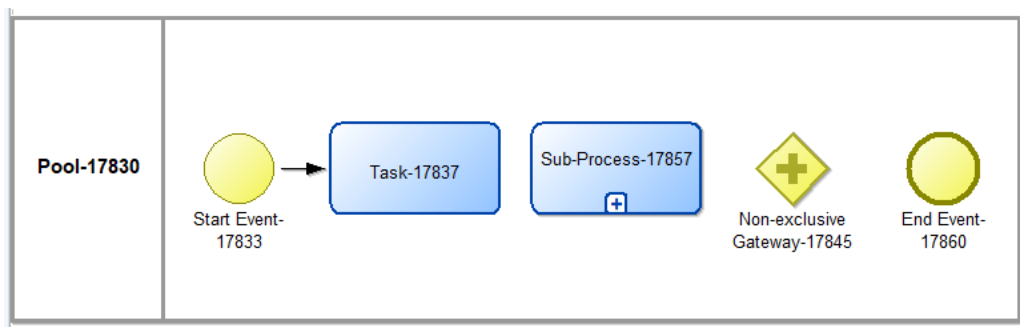 Pool-17830
Start Event-
17833
Task-17837
Sub-Process-17857
Non-exclusive
Gateway-17845
End Event-
17860